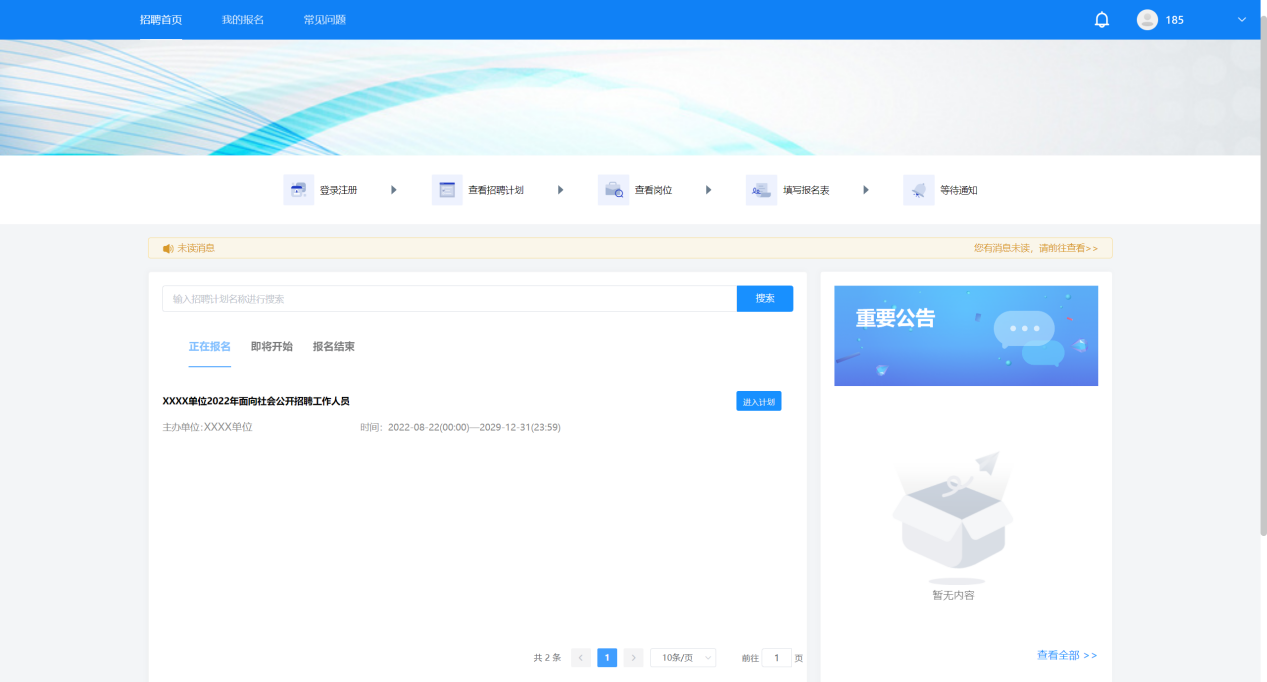 招聘首页 我的报名 常见问题 185
登录注册 查看招聘计划 查看岗位 填写报名表 等待通知
未读消息 您有消息未读，请前往查看>>
输入招聘计划名称进行搜索 搜索
重要公告
正在报名 即将开始 报名结束
XXXX单位2022年面向社会公开招聘工作人员 进入计划
主办单位:XXXX单位 时间：2022-08-22(00:00)—2029-12-31(23:59)
暂无内容
共 2 条 < 1 > 10条/页 前往 1 页
查看全部 >>